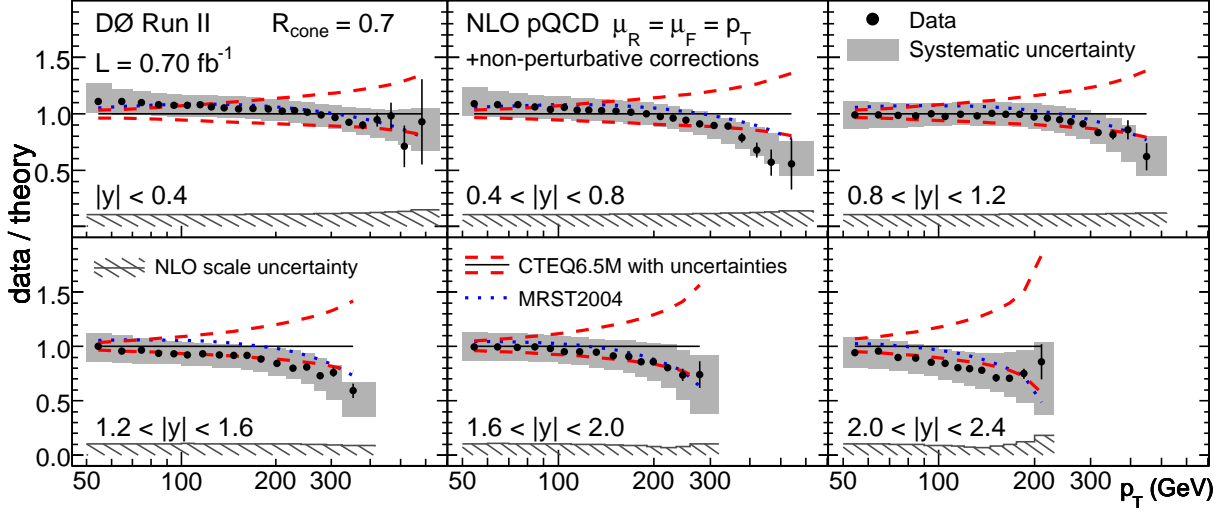 DØ Run II R_cone = 0.7
L = 0.70 fb⁻¹
NLO pQCD μ_R = μ_F = p_T
+non-perturbative corrections
Data
Systematic uncertainty
1.5
1.0
0.5
|y| < 0.4
0.4 < |y| < 0.8
0.8 < |y| < 1.2
data / theory
NLO scale uncertainty
CTEQ6.5M with uncertainties
MRST2004
1.5
1.0
0.5
0.0
1.2 < |y| < 1.6
1.6 < |y| < 2.0
2.0 < |y| < 2.4
50 100 200 300
50 100 200 300
50 100 200 300
p_T (GeV)